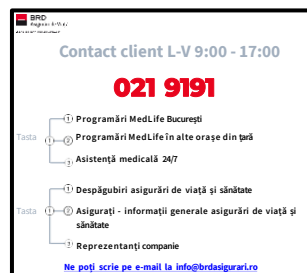 BRD
Asigurări de Viață
Contact client L-V 9:00 - 17:00
021 9191
Tasta 1
1 Programări MedLife București
2 Programări MedLife în alte orașe din țară
3 Asistență medicală 24/7
Tasta 2
1 Despăgubiri asigurări de viață și sănătate
2 Asigurați - informații generale asigurări de viață și
sănătate
3 Reprezentanți companie
Ne poți scrie pe e-mail la info@brdasigurari.ro